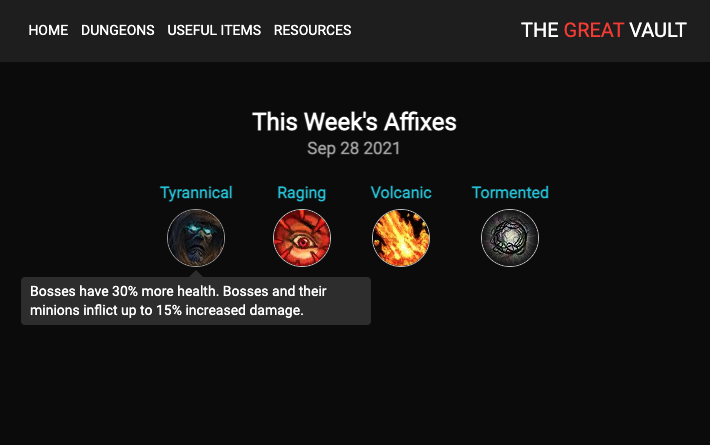 HOME DUNGEONS USEFUL ITEMS RESOURCES THE GREAT VAULT
This Week's Affixes
Sep 28 2021
Tyrannical Raging Volcanic Tormented
Bosses have 30% more health. Bosses and their
minions inflict up to 15% increased damage.